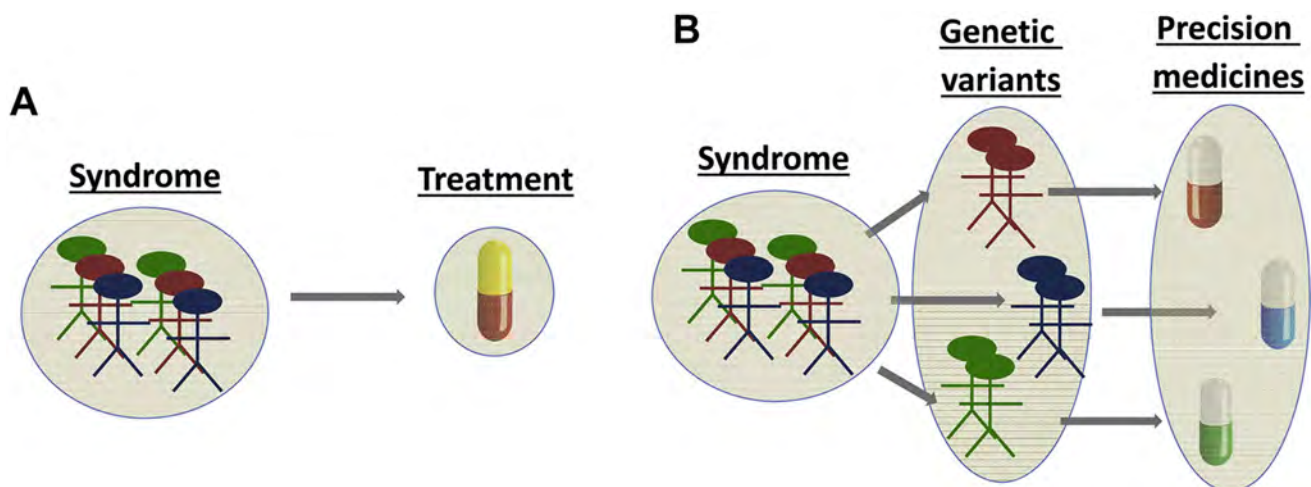 A
Syndrome
Treatment
B
Genetic
variants
Precision
medicines
Syndrome